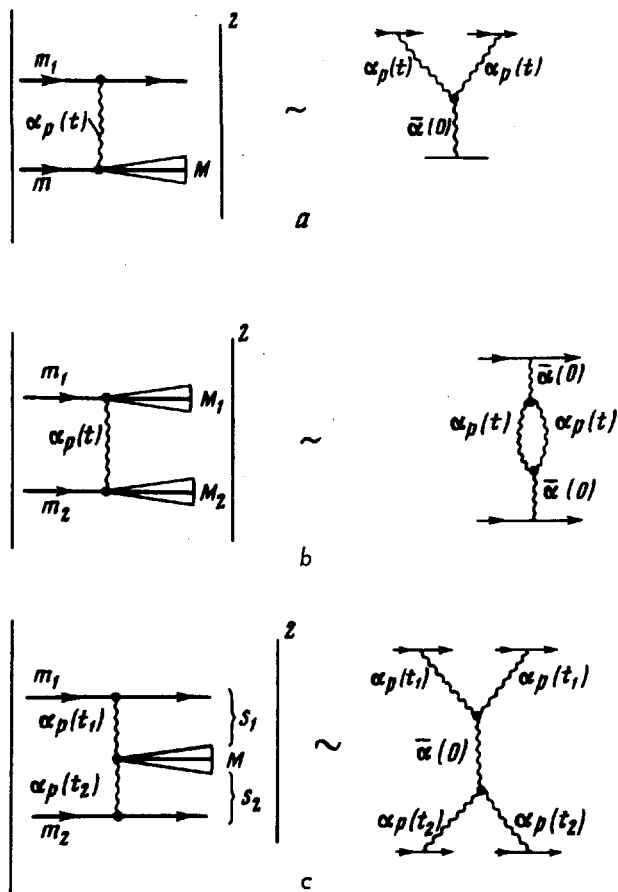 2
m₁
αₚ(t)
m
M
~
αₚ(t)
αₚ(t)
ᾱ(0)
a
2
m₁
M₁
αₚ(t)
m₂
M₂
~
ᾱ(0)
αₚ(t)
αₚ(t)
ᾱ(0)
b
2
m₁
αₚ(t₁)
}s₁
M
αₚ(t₂)
}s₂
m₂
~
αₚ(t₁)
αₚ(t₁)
ᾱ(0)
αₚ(t₂)
αₚ(t₂)
c